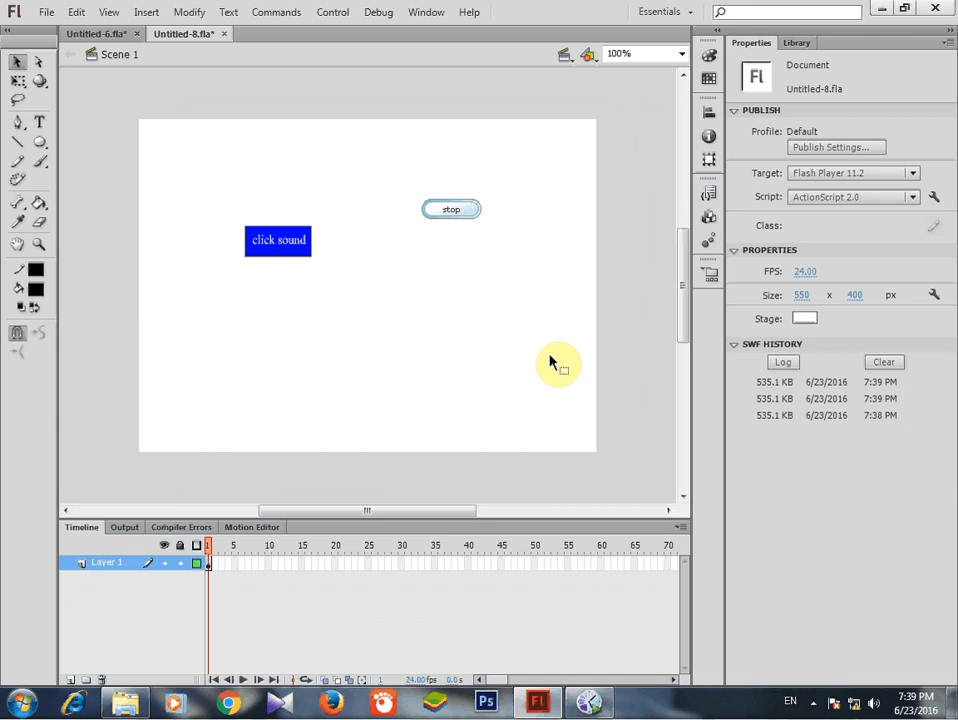 Fl File Edit View Insert Modify Text Commands Control Debug Window Help Essentials
Untitled-6.fla* × Untitled-8.fla* ×
Scene 1 100%
stop
click sound
Properties Library
Fl Document
Untitled-8.fla
PUBLISH
Profile: Default
Publish Settings...
Target: Flash Player 11.2
Script: ActionScript 2.0
Class:
PROPERTIES
FPS: 24.00
Size: 550 x 400 px
Stage:
SWF HISTORY
Log Clear
535.1 KB 6/23/2016 7:39 PM
535.1 KB 6/23/2016 7:39 PM
535.1 KB 6/23/2016 7:38 PM
Timeline Output Compiler Errors Motion Editor
1 5 10 15 20 25 30 35 40 45 50 55 60 65 70
Layer 1
1 24.00 fps 0.0 s
Ps Fl EN 7:39 PM
6/23/2016